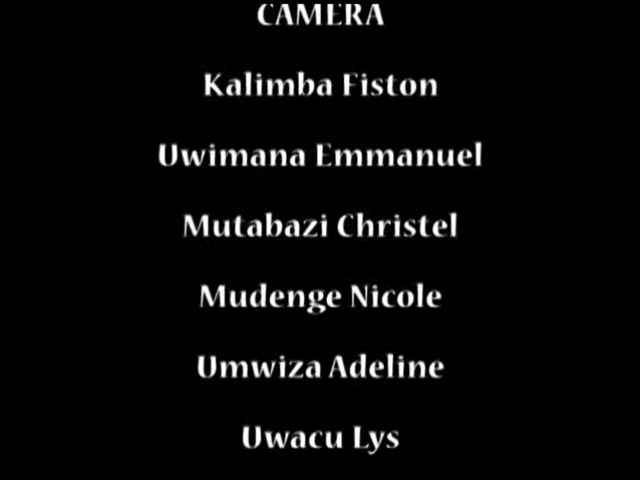 CAMERA
Kalimba Fiston
Uwimana Emmanuel
Mutabazi Christel
Mudenge Nicole
Umwiza Adeline
Uwacu Lys